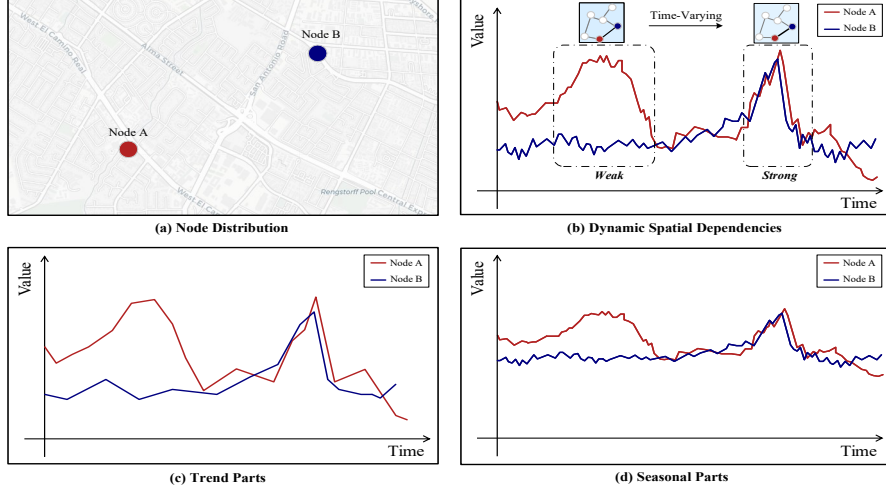 West El Camino Real
Alma Street
san Antonio Road
Node B
Node A
West El C
Rengstorff Pool Central Exp
(a) Node Distribution
Value
Time-Varying
Node A
Node B
Weak
Strong
Time
(b) Dynamic Spatial Dependencies
Value
Node A
Node B
Time
(c) Trend Parts
Value
Node A
Node B
Time
(d) Seasonal Parts